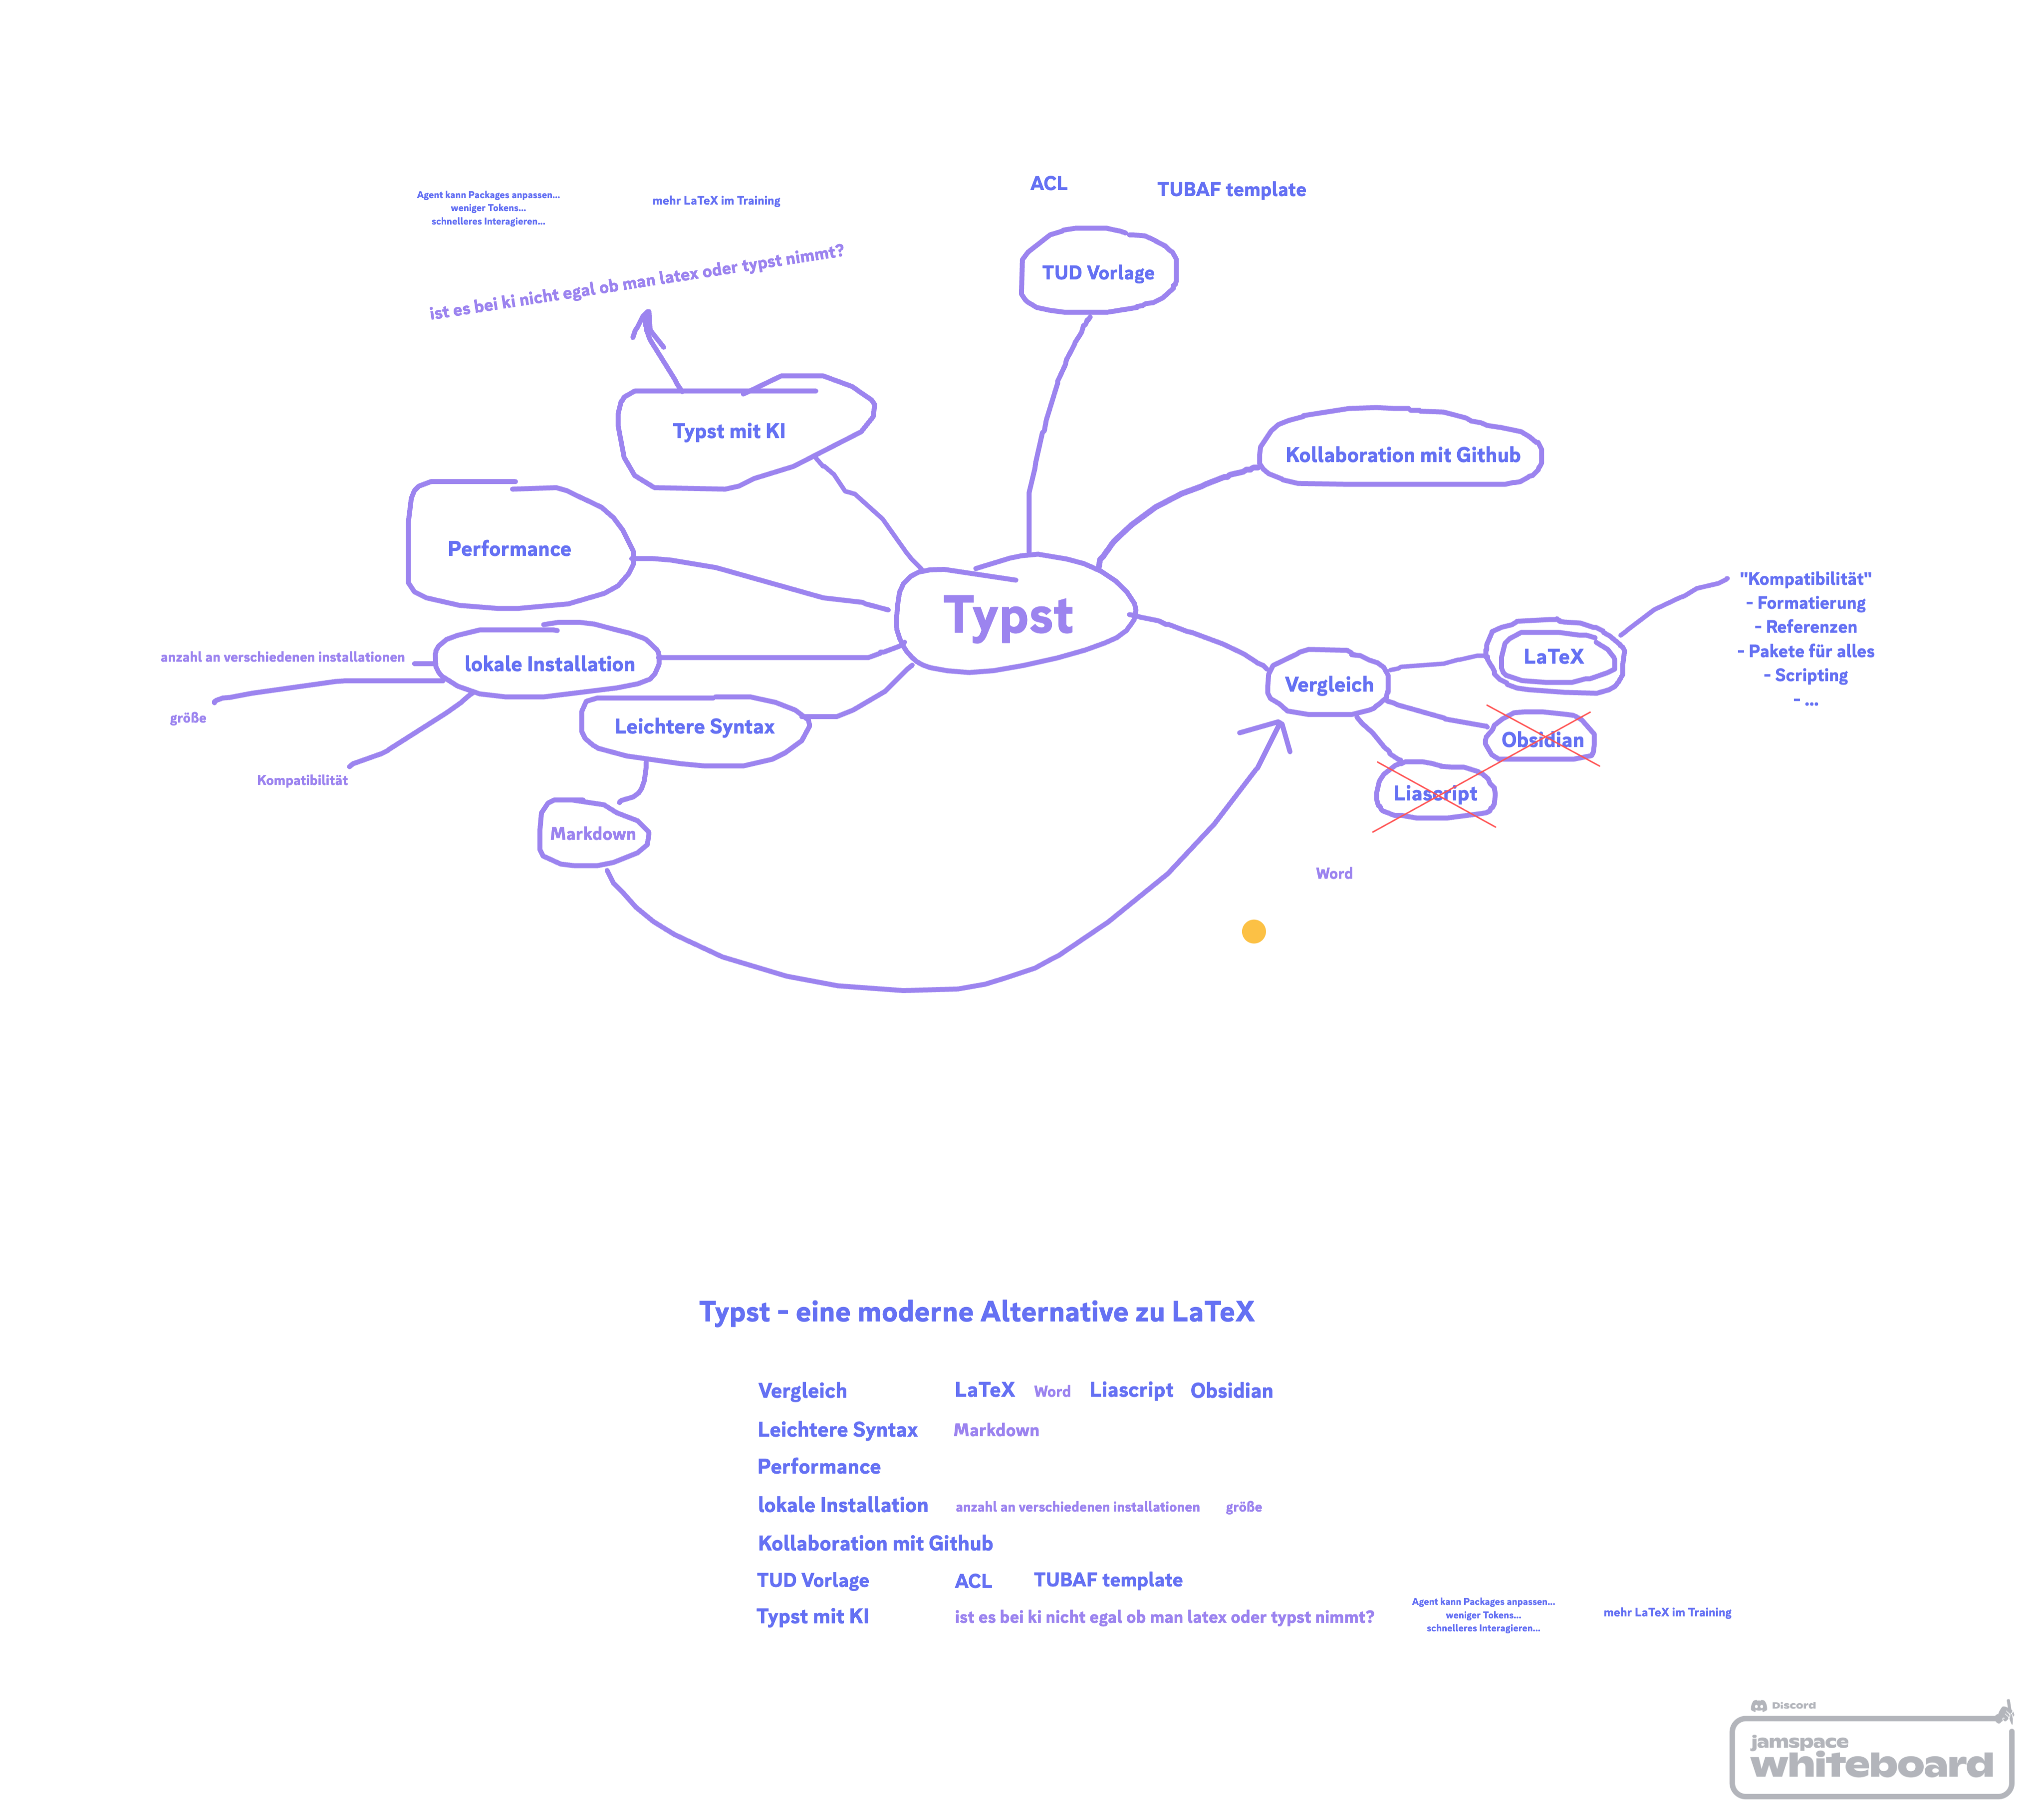 ACL
TUBAF template
Agent kann Packages anpassen...
weniger Tokens...
schnelleres Interagieren...
mehr LaTeX im Training
ist es bei ki nicht egal ob man latex oder typst nimmt?
TUD Vorlage
Typst mit KI
Kollaboration mit Github
Performance
Typst
"Kompatibilität"
- Formatierung
- Referenzen
- Pakete für alles
- Scripting
- ...
anzahl an verschiedenen installationen
lokale Installation
größe
Kompatibilität
Leichtere Syntax
Markdown
Vergleich
LaTeX
Obsidian
Liascript
Word
Typst - eine moderne Alternative zu LaTeX
Vergleich LaTeX Word Liascript Obsidian
Leichtere Syntax Markdown
Performance
lokale Installation anzahl an verschiedenen installationen größe
Kollaboration mit Github
TUD Vorlage ACL TUBAF template
Typst mit KI ist es bei ki nicht egal ob man latex oder typst nimmt?
Agent kann Packages anpassen...
weniger Tokens...
schnelleres Interagieren...
mehr LaTeX im Training
Discord
jamspace
whiteboard